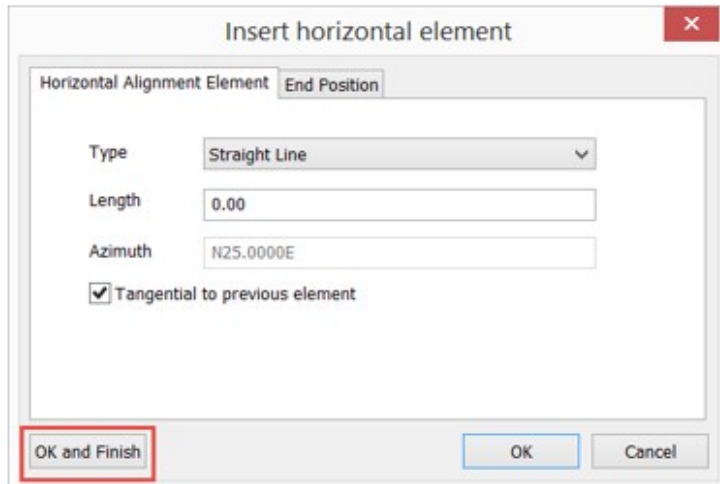 Insert horizontal element
Horizontal Alignment Element End Position
Type Straight Line
Length 0.00
Azimuth N25.0000E
Tangential to previous element
OK and Finish OK Cancel